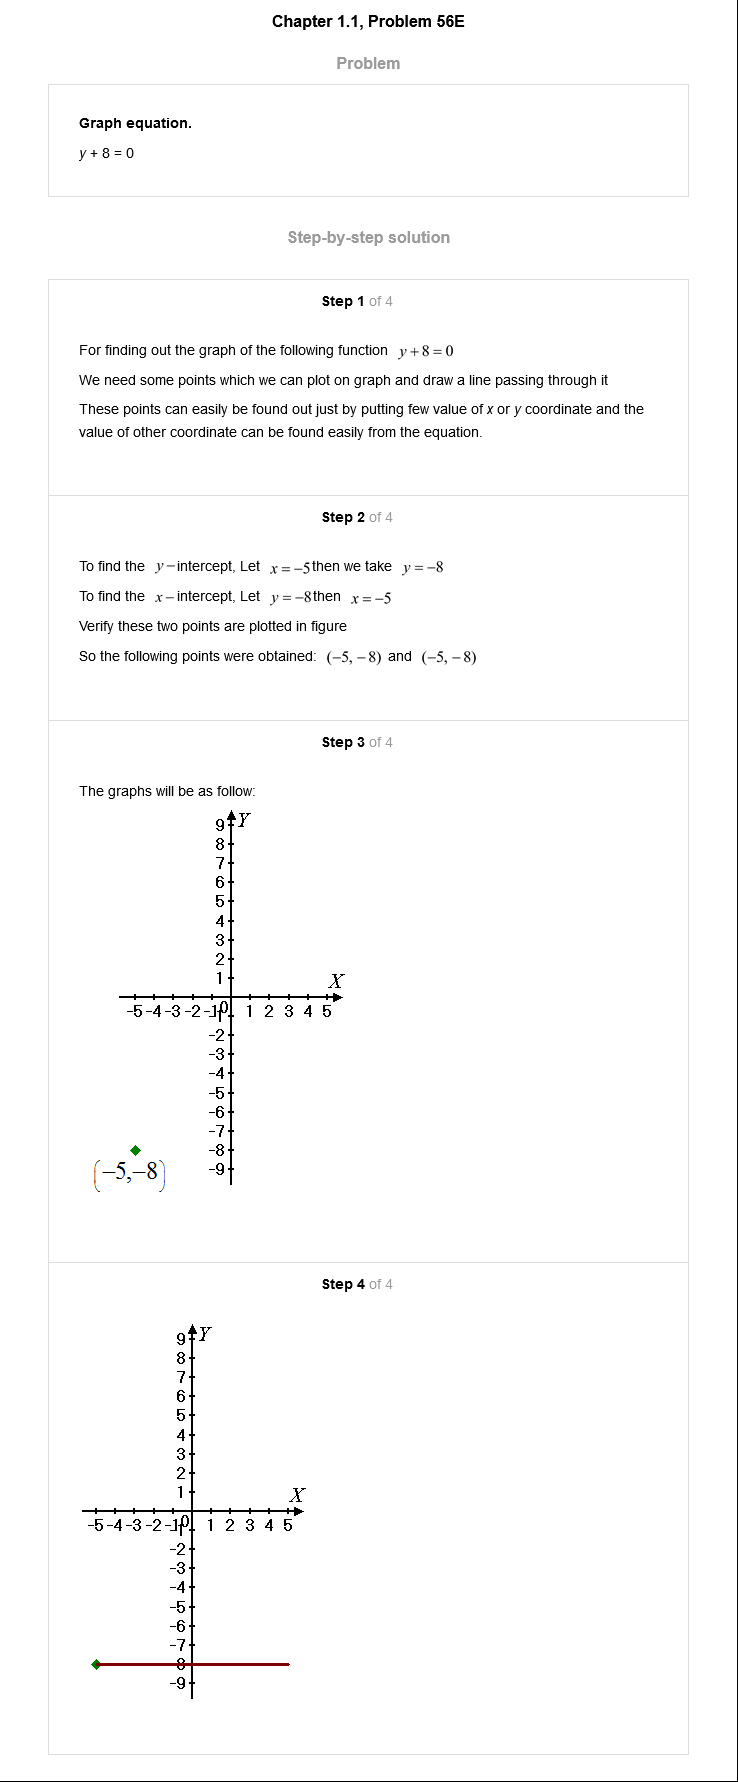 Chapter 1.1, Problem 56E
Problem
Graph equation.
y + 8 = 0
Step-by-step solution
Step 1 of 4
For finding out the graph of the following function y + 8 = 0
We need some points which we can plot on graph and draw a line passing through it
These points can easily be found out just by putting few value of x or y coordinate and the
value of other coordinate can be found easily from the equation.
Step 2 of 4
To find the y – intercept, Let x = –5 then we take y = –8
To find the x – intercept, Let y = –8 then x = –5
Verify these two points are plotted in figure
So the following points were obtained: (–5, – 8) and (–5, – 8)
Step 3 of 4
The graphs will be as follow:
9 Y
8
7
6
5
4
3
2
1
X
-5 -4 -3 -2 -1 0 1 2 3 4 5
-2
-3
-4
-5
-6
-7
-8
(–5,–8)
-9
Step 4 of 4
9 Y
8
7
6
5
4
3
2
1
X
-5 -4 -3 -2 -1 0 1 2 3 4 5
-2
-3
-4
-5
-6
-7
8
-9